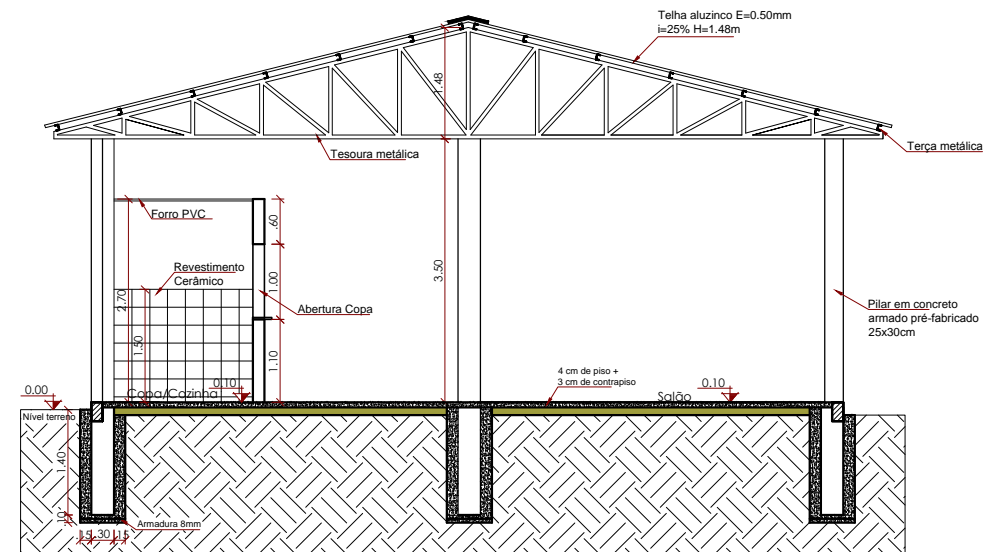 Telha aluzinco E=0.50mm
i=25% H=1.48m
1.48
Tesoura metálica
Terça metálica
Forro PVC
.60
3.50
Revestimento
Cerâmico
2.70
1.00
Abertura Copa
Pilar em concreto
armado pré-fabricado
25x30cm
1.50
1.10
4 cm de piso +
3 cm de contrapiso
0.00
Copa/Cozinha
0.10
Salão
0.10
Nível terreno
1.40
.10
Armadura 8mm
.15
.30
.15